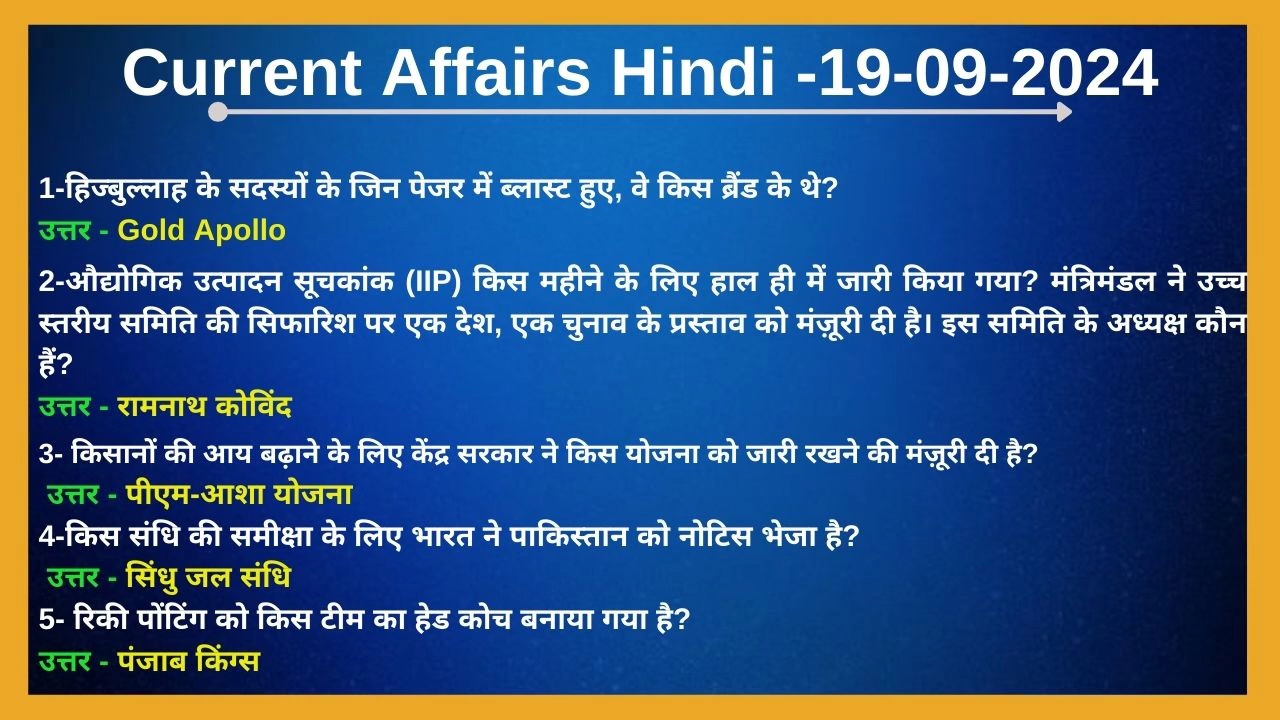 Current Affairs Hindi -19-09-2024
1-हिज्बुल्लाह के सदस्यों के जिन पेजर में ब्लास्ट हुए, वे किस ब्रैंड के थे?
उत्तर - Gold Apollo
2-औद्योगिक उत्पादन सूचकांक (IIP) किस महीने के लिए हाल ही में जारी किया गया? मंत्रिमंडल ने उच्च
स्तरीय समिति की सिफारिश पर एक देश, एक चुनाव के प्रस्ताव को मंज़ूरी दी है। इस समिति के अध्यक्ष कौन
हैं?
उत्तर - रामनाथ कोविंद
3- किसानों की आय बढ़ाने के लिए केंद्र सरकार ने किस योजना को जारी रखने की मंज़ूरी दी है?
उत्तर - पीएम-आशा योजना
4-किस संधि की समीक्षा के लिए भारत ने पाकिस्तान को नोटिस भेजा है?
उत्तर - सिंधु जल संधि
5- रिकी पोंटिंग को किस टीम का हेड कोच बनाया गया है?
उत्तर - पंजाब किंग्स